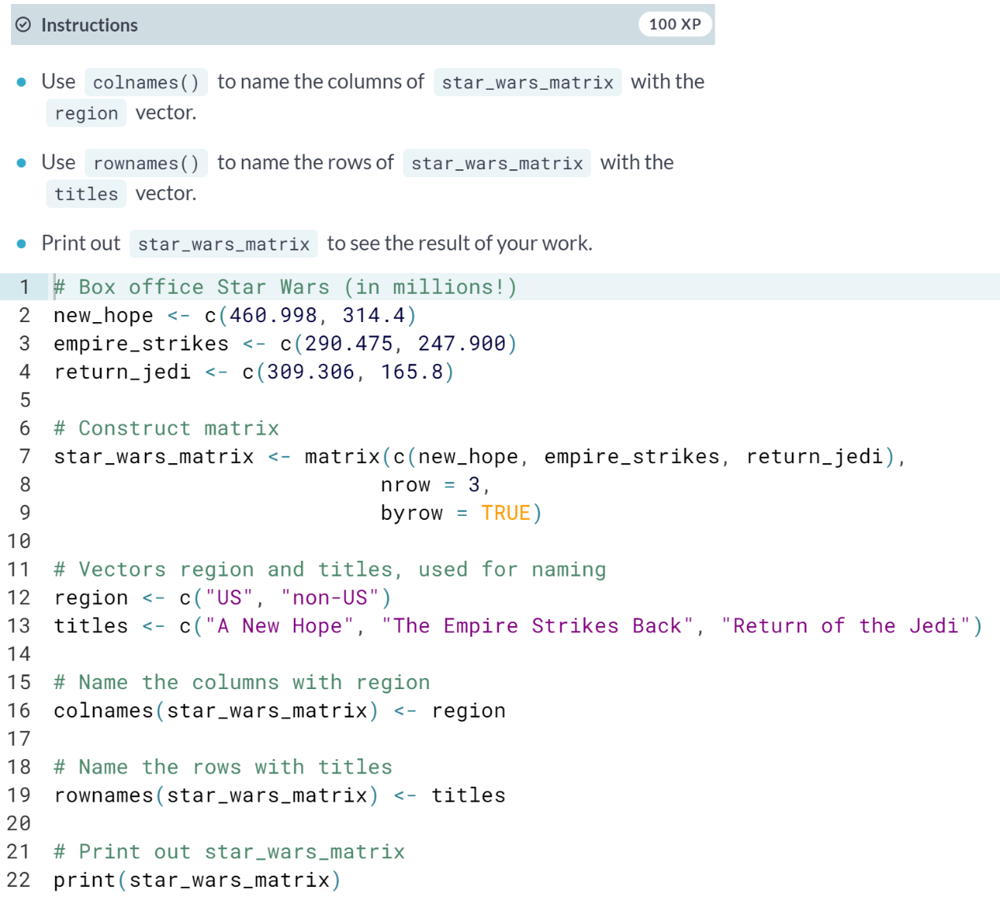 Instructions 100 XP
Use colnames() to name the columns of star_wars_matrix with the
region vector.
Use rownames() to name the rows of star_wars_matrix with the
titles vector.
Print out star_wars_matrix to see the result of your work.
1 # Box office Star Wars (in millions!)
2 new_hope <- c(460.998, 314.4)
3 empire_strikes <- c(290.475, 247.900)
4 return_jedi <- c(309.306, 165.8)
5
6 # Construct matrix
7 star_wars_matrix <- matrix(c(new_hope, empire_strikes, return_jedi),
8 nrow = 3,
9 byrow = TRUE)
10
11 # Vectors region and titles, used for naming
12 region <- c("US", "non-US")
13 titles <- c("A New Hope", "The Empire Strikes Back", "Return of the Jedi")
14
15 # Name the columns with region
16 colnames(star_wars_matrix) <- region
17
18 # Name the rows with titles
19 rownames(star_wars_matrix) <- titles
20
21 # Print out star_wars_matrix
22 print(star_wars_matrix)